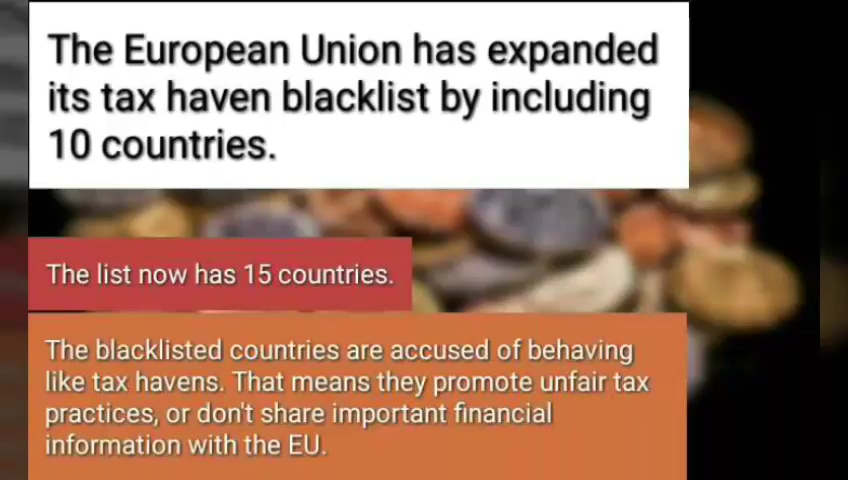 The European Union has expanded
its tax haven blacklist by including
10 countries.
The list now has 15 countries.
The blacklisted countries are accused of behaving
like tax havens. That means they promote unfair tax
practices, or don't share important financial
information with the EU.